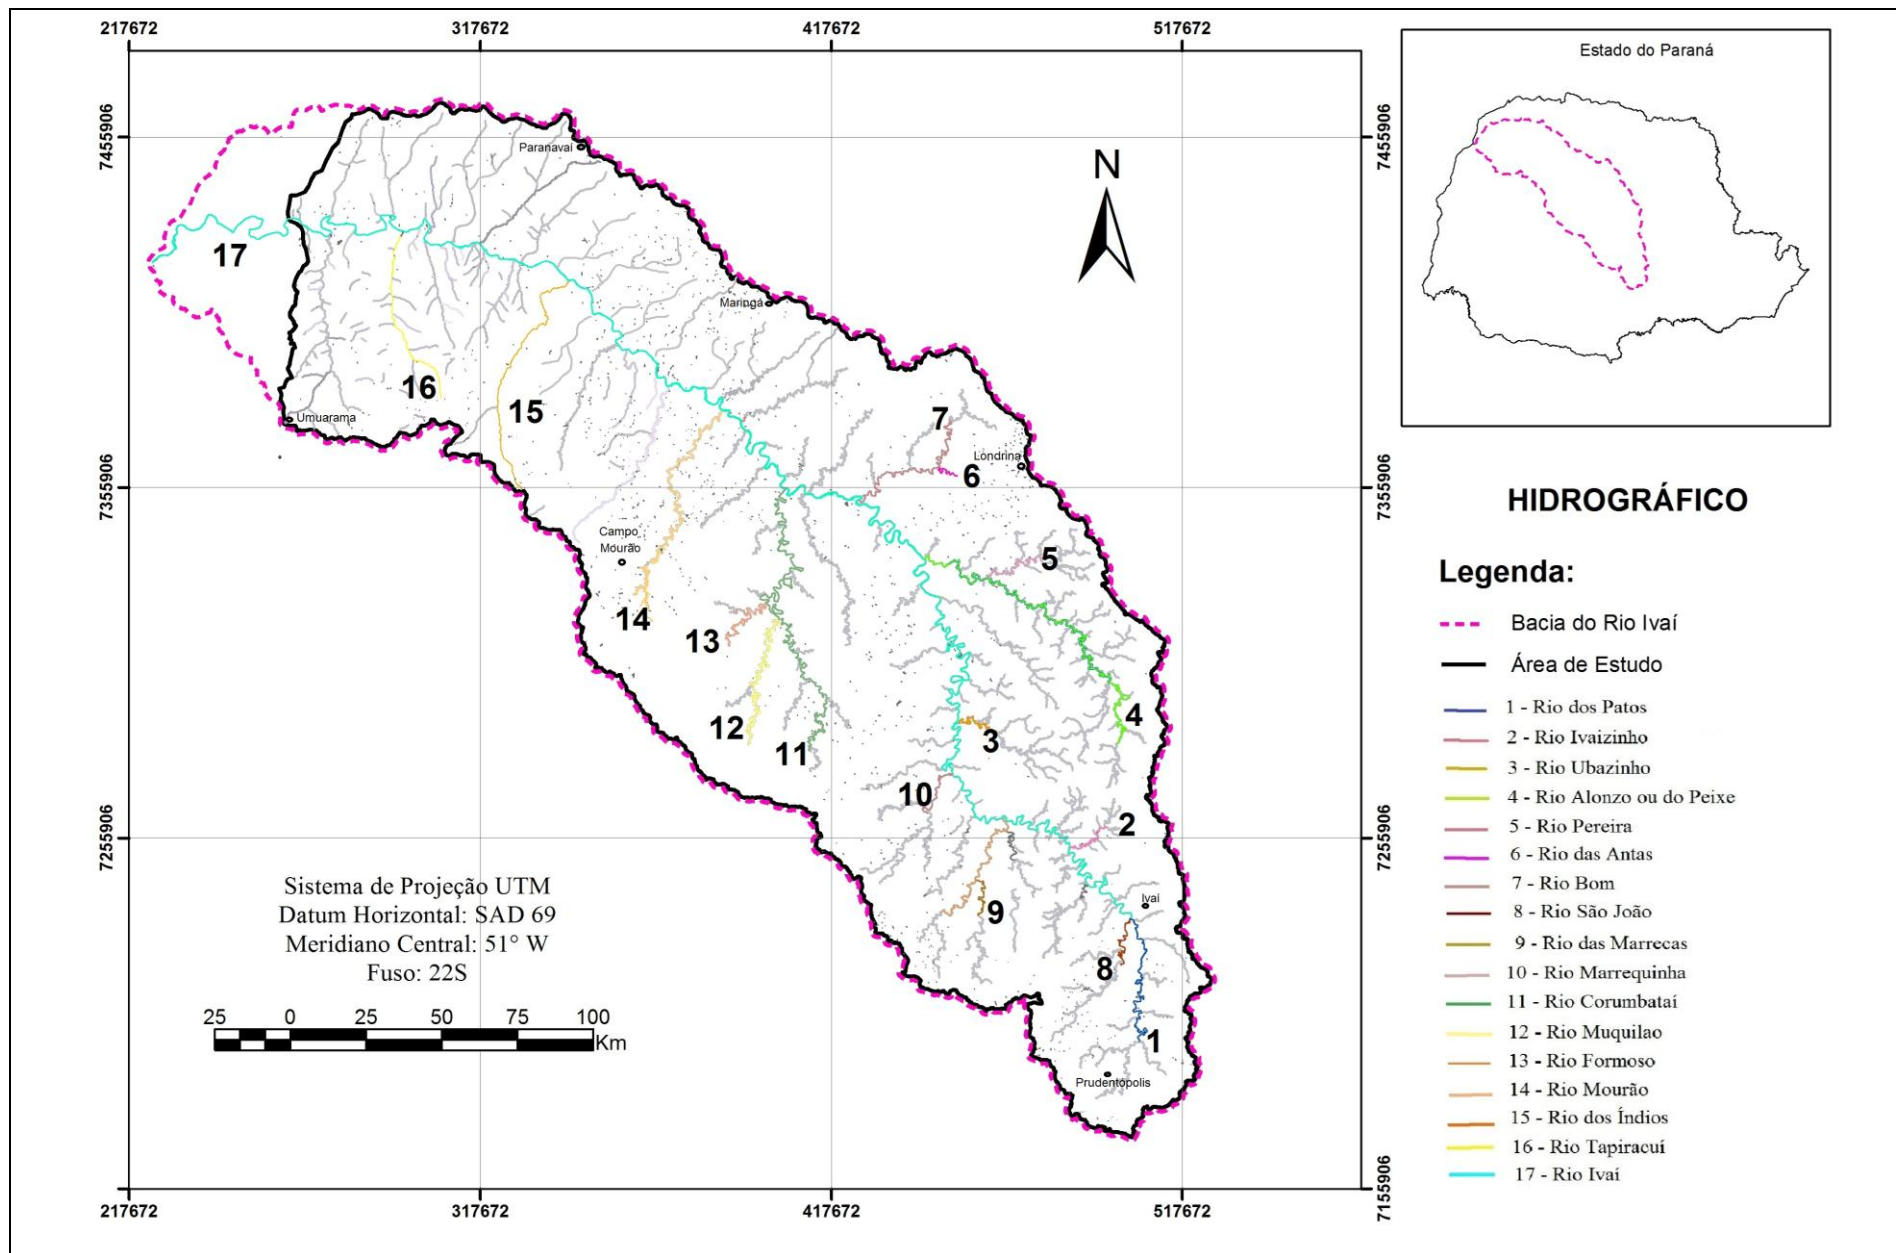 217672
317672
417672
517672
Estado do Paraná
7455906
7455906
7455906
Paranavaí
N
17
Maringá
16
15
Umuarama
7
Londrina
6
7355906
7355906
HIDROGRÁFICO
Campo
Mourão
5
Legenda:
14
13
Bacia do Rio Ivaí
Área de Estudo
12
11
4
3
1 - Rio dos Patos
2 - Rio Ivaizinho
3 - Rio Ubazinho
4 - Rio Alonzo ou do Peixe
5 - Rio Pereira
6 - Rio das Antas
7 - Rio Bom
8 - Rio São João
9 - Rio das Marrecas
10 - Rio Marrequinha
11 - Rio Corumbataí
12 - Rio Muquilao
13 - Rio Formoso
14 - Rio Mourão
15 - Rio dos Índios
16 - Rio Tapiracuí
17 - Rio Ivaí
10
2
7255906
7255906
Sistema de Projeção UTM
Datum Horizontal: SAD 69
Meridiano Central: 51° W
Fuso: 22S
Ivaí
9
8
25 0 25 50 75 100
Km
1
Prudentópolis
7155906
217672
317672
417672
517672